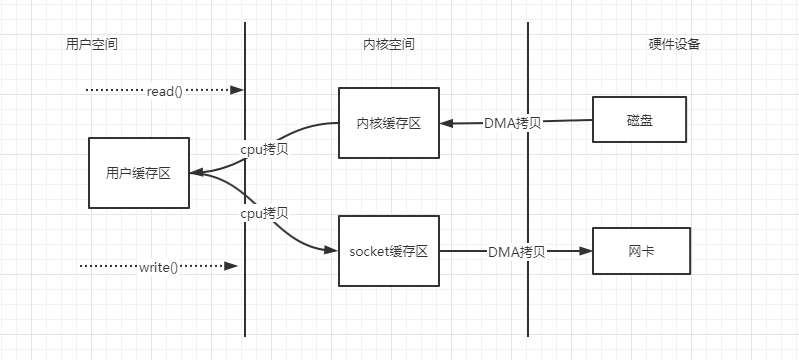 用户空间
内核空间
硬件设备
read()
内核缓存区
DMA拷贝
磁盘
cpu拷贝
用户缓存区
cpu拷贝
socket缓存区
DMA拷贝
网卡
write()